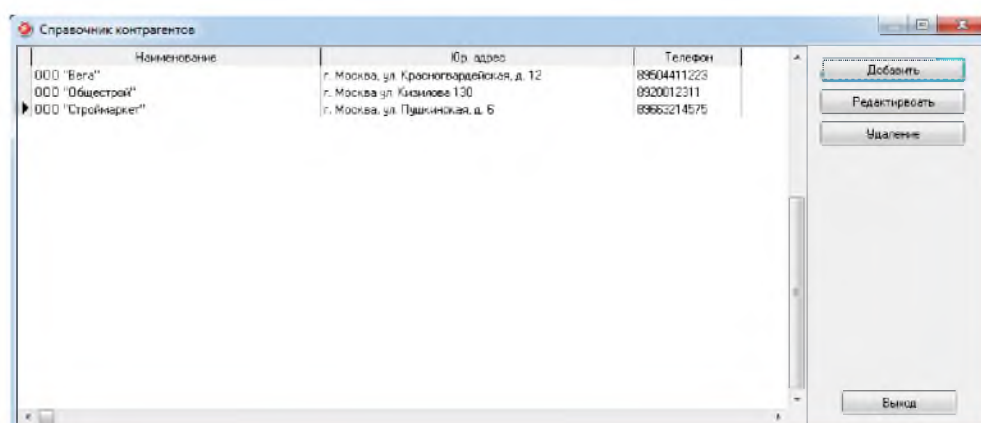 Справочник контрагентов
Наименование Юр. адрес Телефон
ООО "Вега" г. Москва, ул. Красногвардейская, д. 12 89504411223
ООО "Общестрой" г. Москва ул. Кизилова 130 8920012311
ООО "Строймаркет" г. Москва, ул. Пушкинская, д. 6 89663214575
Добавить
Редактировать
Удаление
Выход